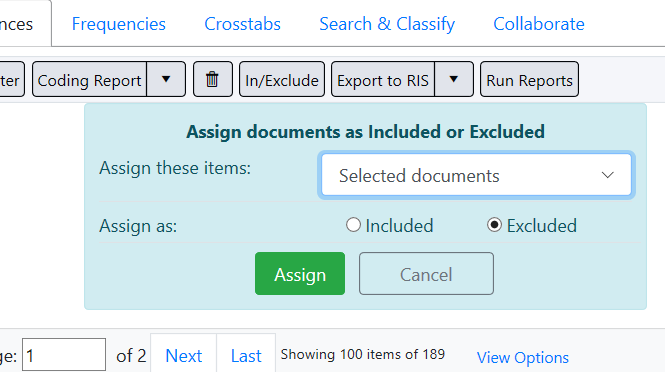 nces Frequencies Crosstabs Search & Classify Collaborate
ter Coding Report In/Exclude Export to RIS Run Reports
Assign documents as Included or Excluded
Assign these items: Selected documents
Assign as: Included Excluded
Assign Cancel
ge: 1 of 2 Next Last Showing 100 items of 189 View Options